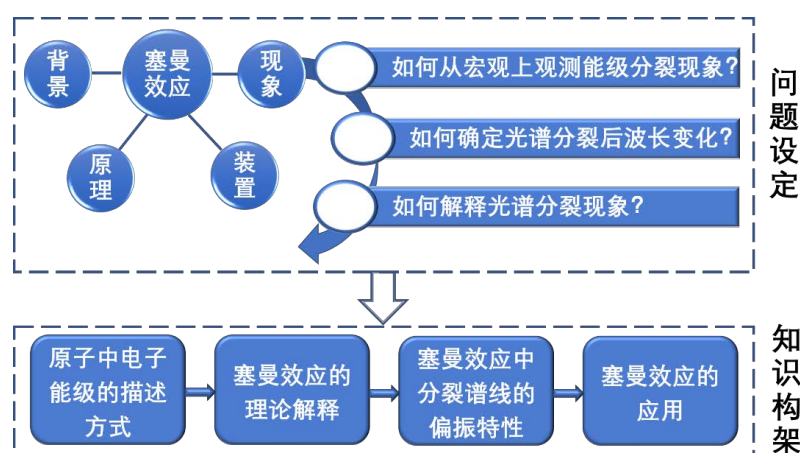 背
景
塞曼
效应
现
象
原
理
装
置
如何从宏观上观测能级分裂现象?
如何确定光谱分裂后波长变化?
如何解释光谱分裂现象?
问
题
设
定
原子中电子
能级的描述
方式
塞曼效应的
理论解释
塞曼效应中
分裂谱线的
偏振特性
塞曼效应的
应用
知
识
构
架